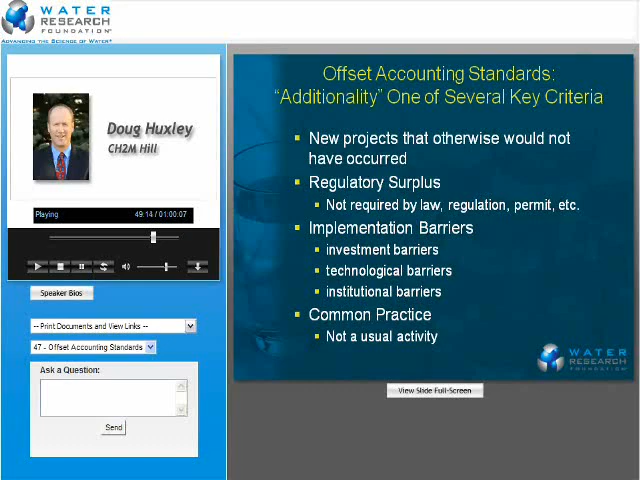 WATER
RESEARCH
FOUNDATION
ADVANCING THE SCIENCE OF WATER
Doug Huxley
CH2M Hill
Playing
49:14 / 01:00:07
Speaker Bios
-- Print Documents and View Links --
47 - Offset Accounting Standards
Ask a Question:
Send
Offset Accounting Standards:
“Additionality” One of Several Key Criteria
New projects that otherwise would not
have occurred
Regulatory Surplus
Not required by law, regulation, permit, etc.
Implementation Barriers
investment barriers
technological barriers
institutional barriers
Common Practice
Not a usual activity
WATER
RESEARCH
FOUNDATION
View Slide Full-Screen